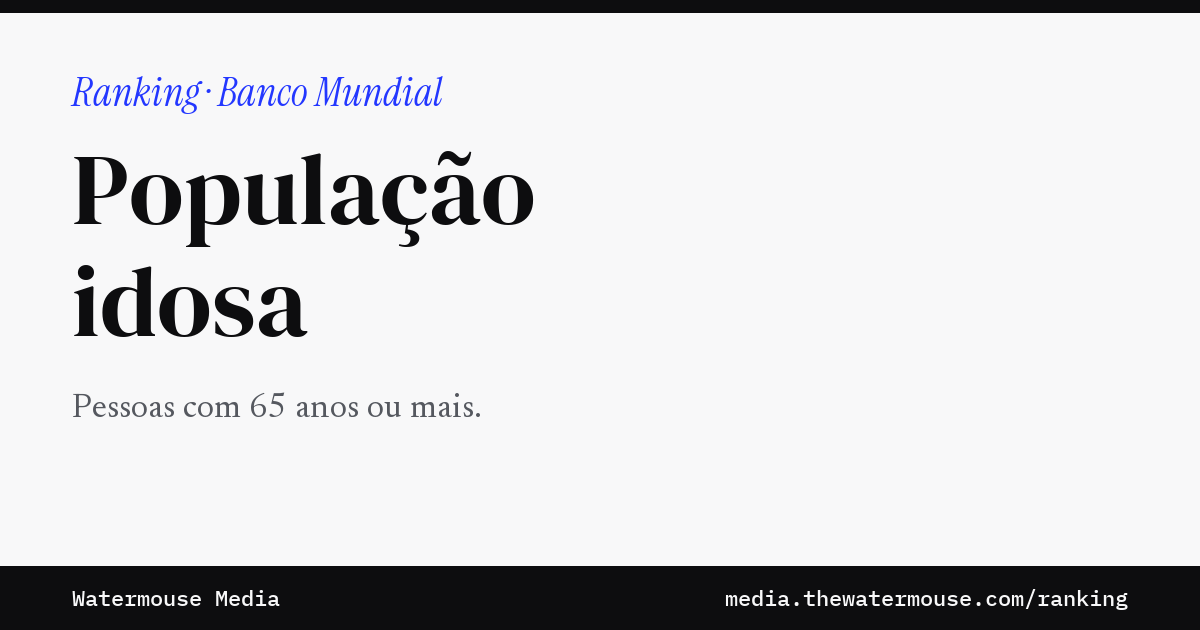 Ranking · Banco Mundial
População
idosa
Pessoas com 65 anos ou mais.
Watermouse Media
media.thewatermouse.com/ranking